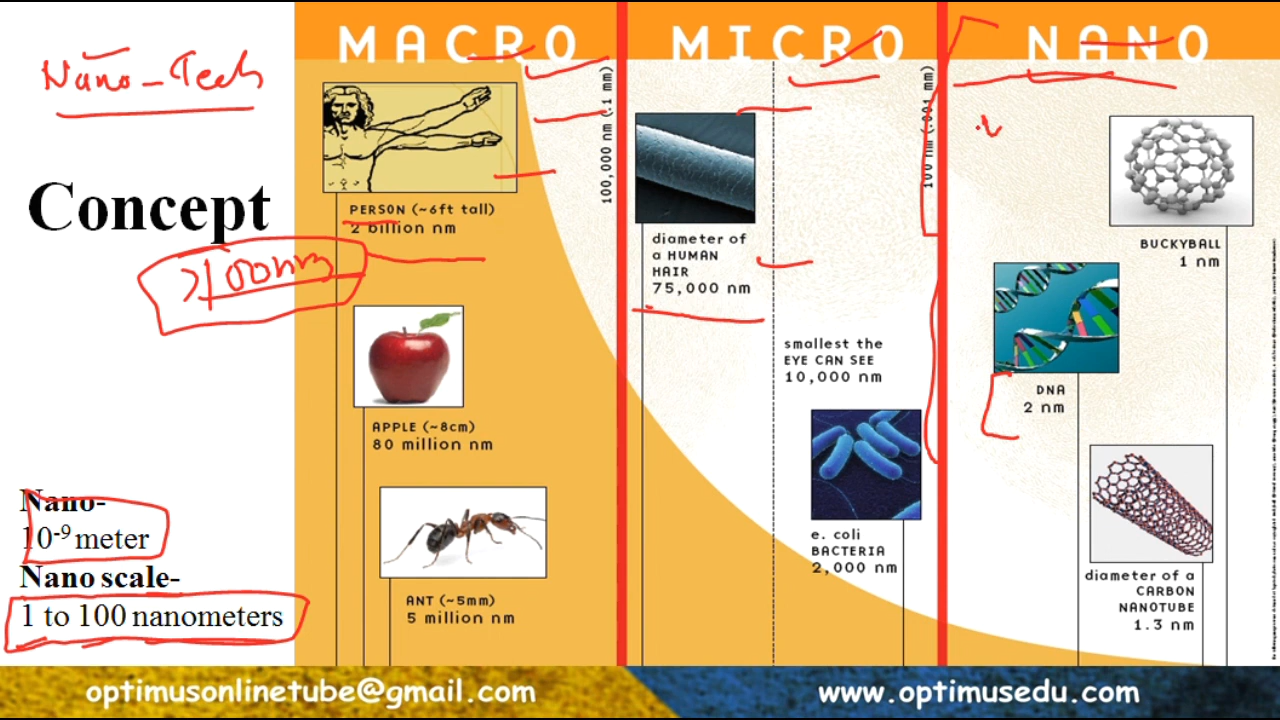 Nano-Tech
Concept
>100nm
Nano-
10⁻⁹ meter
Nano scale-
1 to 100 nanometers
MACRO
PERSON (~6ft tall)
2 billion nm
APPLE (~8cm)
80 million nm
ANT (~5mm)
5 million nm
100,000 nm (.1 mm)
MICRO
diameter of
a HUMAN
HAIR
75,000 nm
smallest the
EYE CAN SEE
10,000 nm
e. coli
BACTERIA
2,000 nm
100 nm (.001 mm)
NANO
BUCKYBALL
1 nm
DNA
2 nm
diameter of a
CARBON
NANOTUBE
1.3 nm
optimusonlinetube@gmail.com
www.optimusedu.com